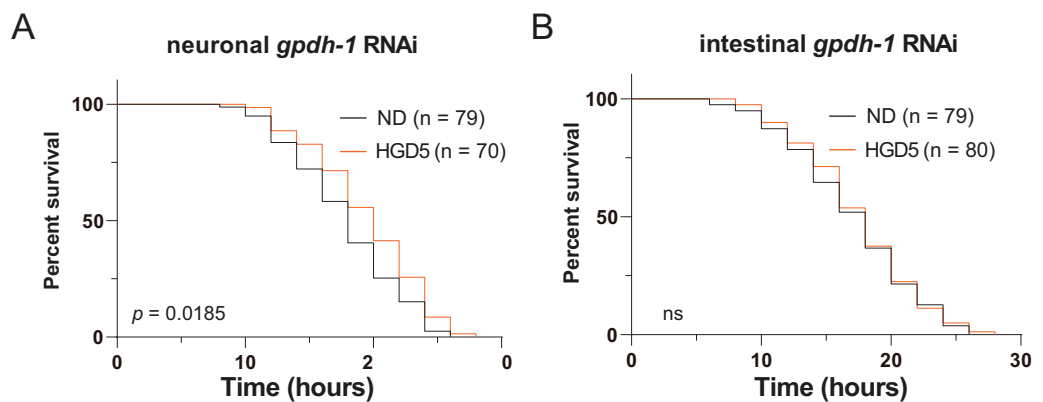 A
neuronal gpdh-1 RNAi
Percent survival
100
50
0
ND (n = 79)
HGD5 (n = 70)
p = 0.0185
0
10
2
0
Time (hours)
B
intestinal gpdh-1 RNAi
Percent survival
100
50
0
ND (n = 79)
HGD5 (n = 80)
ns
0
10
20
30
Time (hours)